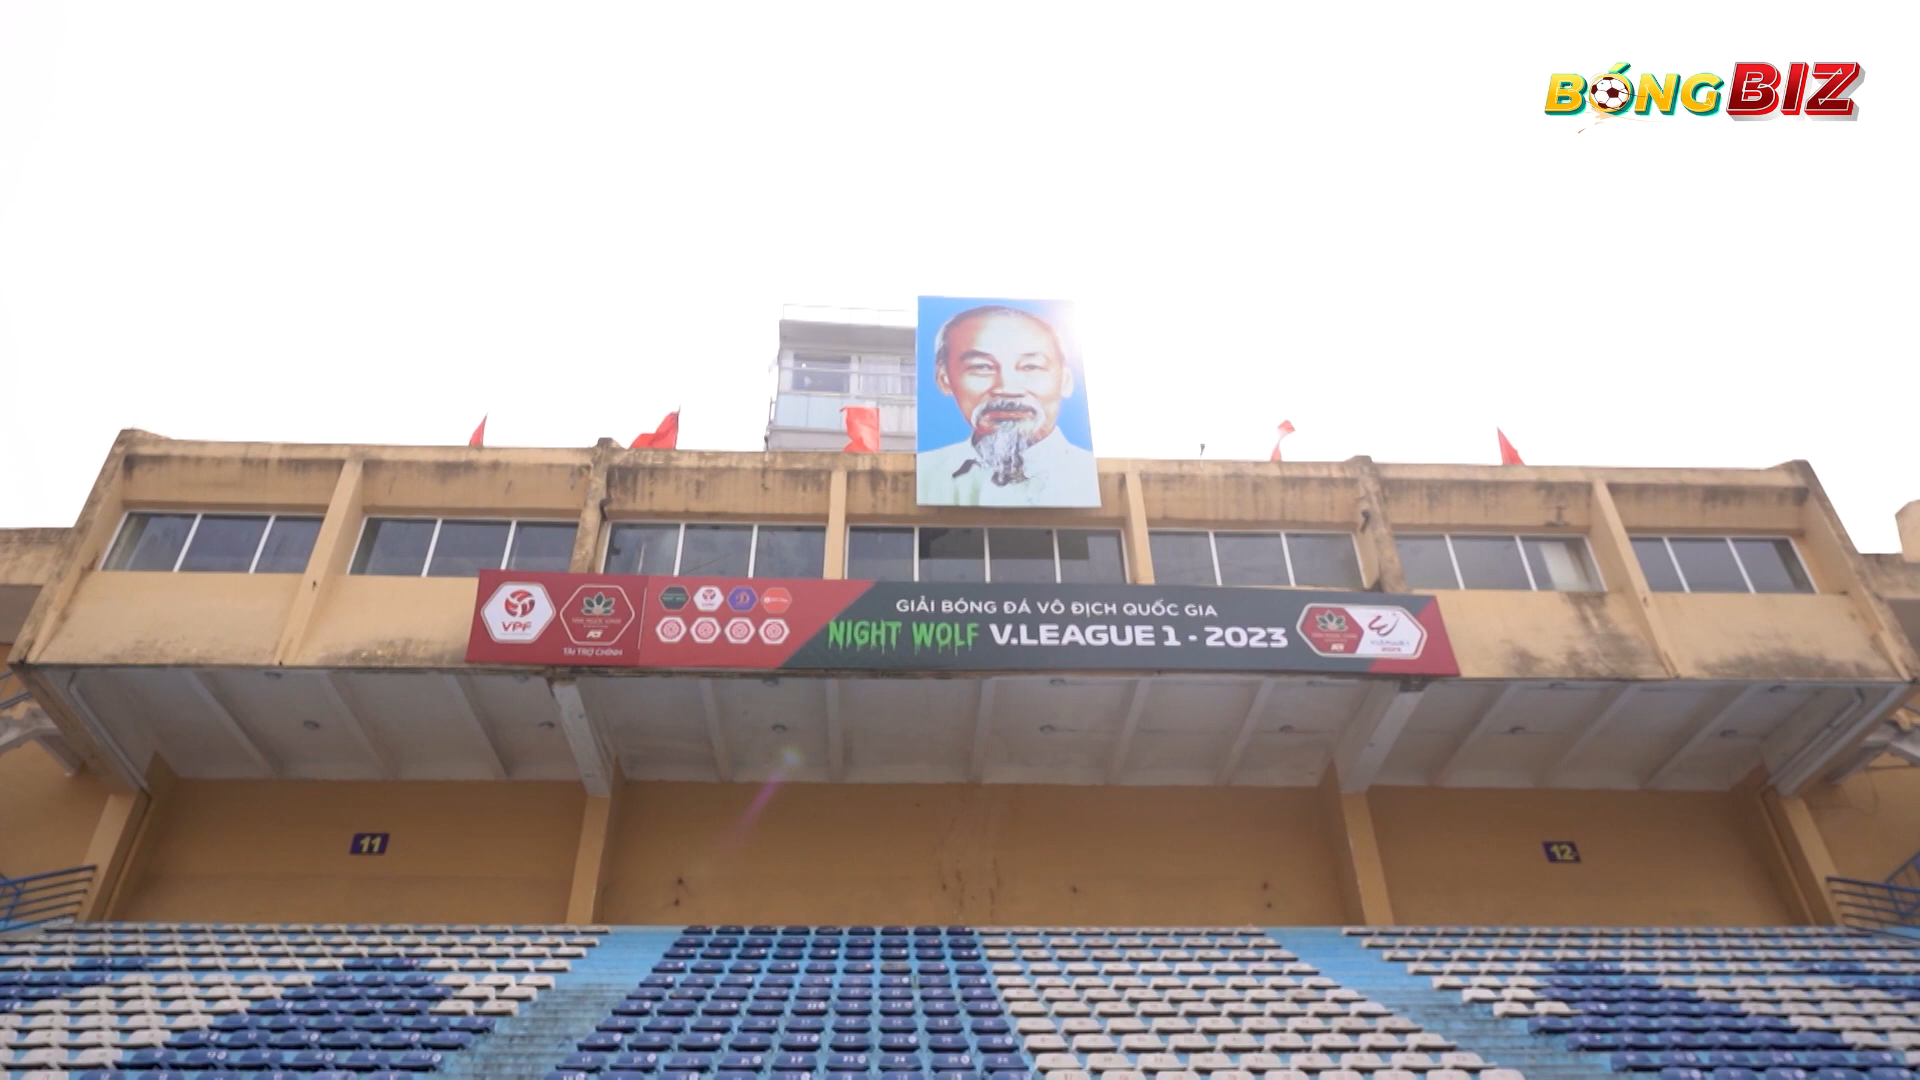 BÓNGBIZ
VPF
TÀI TRỢ CHÍNH
GIẢI BÓNG ĐÁ VÔ ĐỊCH QUỐC GIA
NIGHT WOLF V.LEAGUE 1 - 2023
11
12